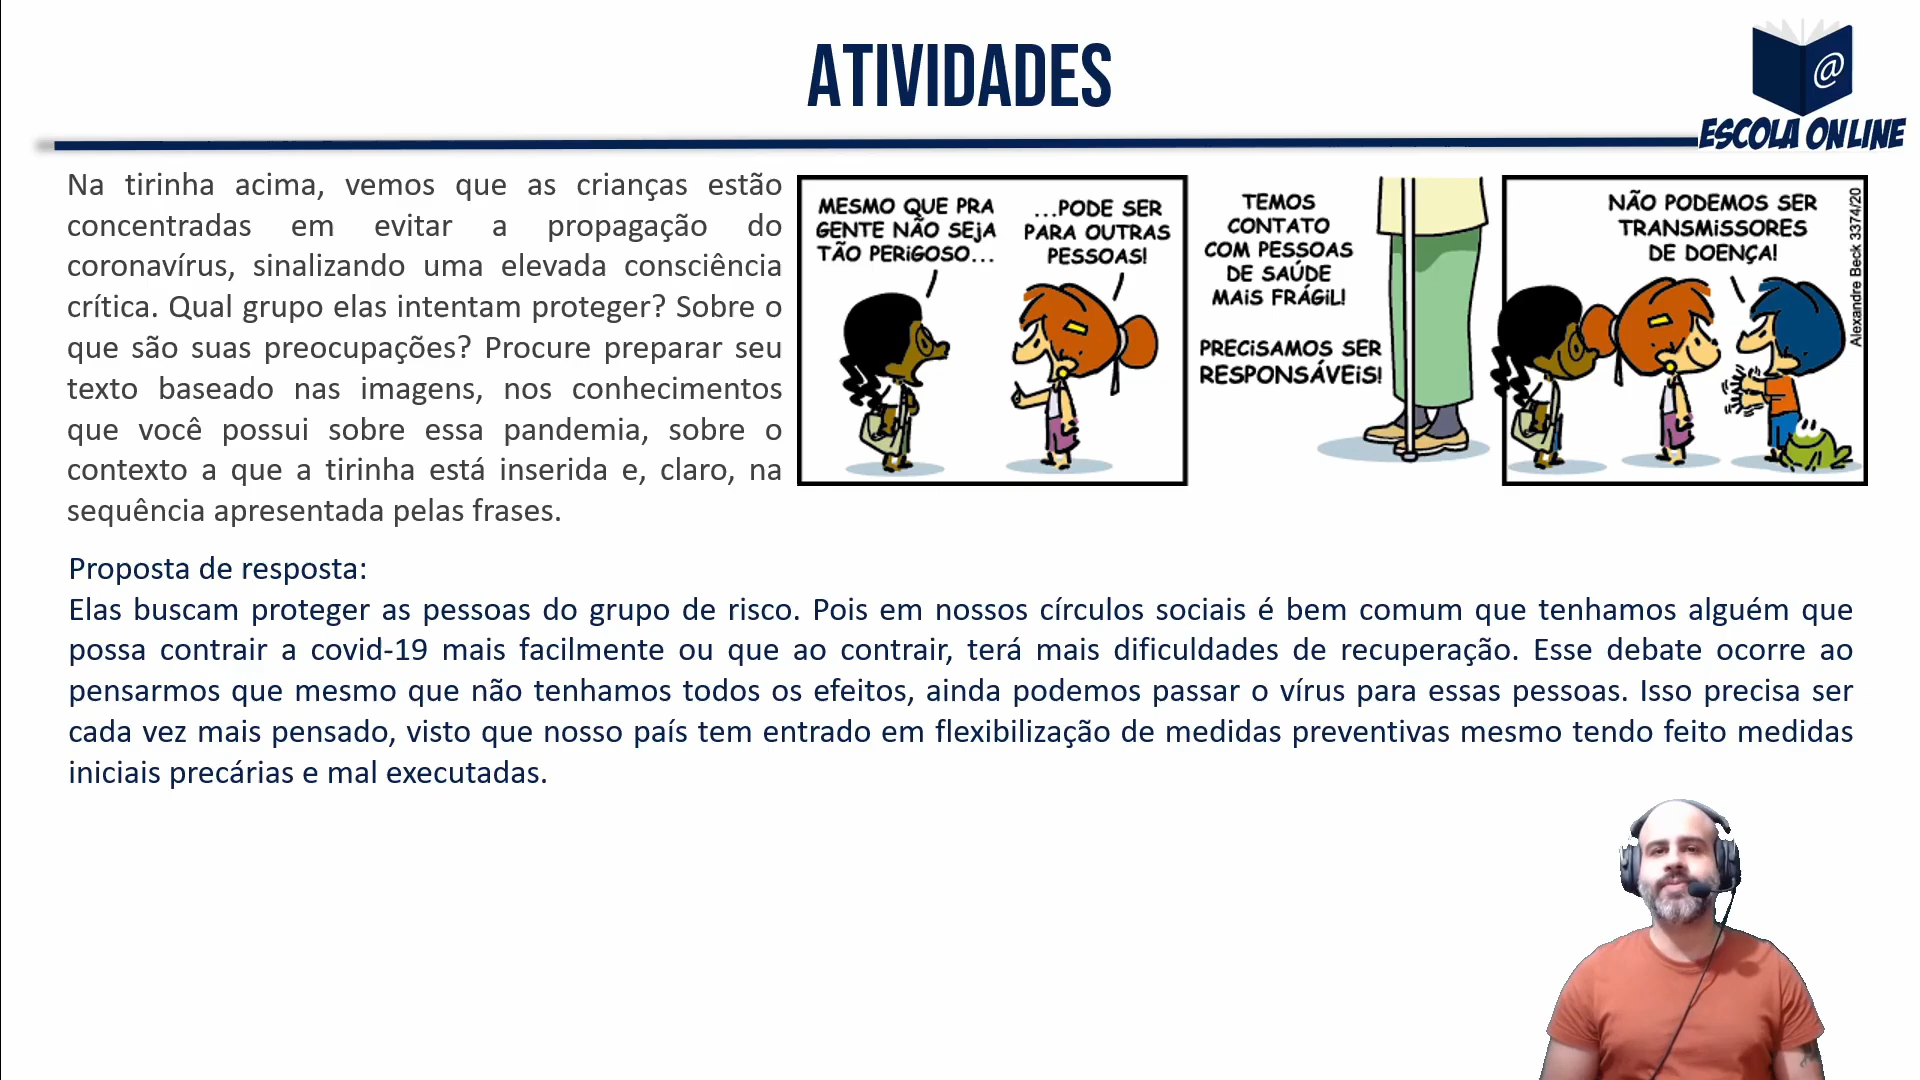 ATIVIDADES
@
ESCOLA ONLINE
Na tirinha acima, vemos que as crianças estão
concentradas em evitar a propagação do
coronavírus, sinalizando uma elevada consciência
crítica. Qual grupo elas intentam proteger? Sobre o
que são suas preocupações? Procure preparar seu
texto baseado nas imagens, nos conhecimentos
que você possui sobre essa pandemia, sobre o
contexto a que a tirinha está inserida e, claro, na
sequência apresentada pelas frases.
MESMO QUE PRA
GENTE NÃO SEJA
TÃO PERIGOSO...
...PODE SER
PARA OUTRAS
PESSOAS!
TEMOS
CONTATO
COM PESSOAS
DE SAÚDE
MAIS FRÁGIL!
PRECISAMOS SER
RESPONSÁVEIS!
NÃO PODEMOS SER
TRANSMISSORES
DE DOENÇA!
Alexandre Beck 3374/20
Proposta de resposta:
Elas buscam proteger as pessoas do grupo de risco. Pois em nossos círculos sociais é bem comum que tenhamos alguém que
possa contrair a covid-19 mais facilmente ou que ao contrair, terá mais dificuldades de recuperação. Esse debate ocorre ao
pensarmos que mesmo que não tenhamos todos os efeitos, ainda podemos passar o vírus para essas pessoas. Isso precisa ser
cada vez mais pensado, visto que nosso país tem entrado em flexibilização de medidas preventivas mesmo tendo feito medidas
iniciais precárias e mal executadas.